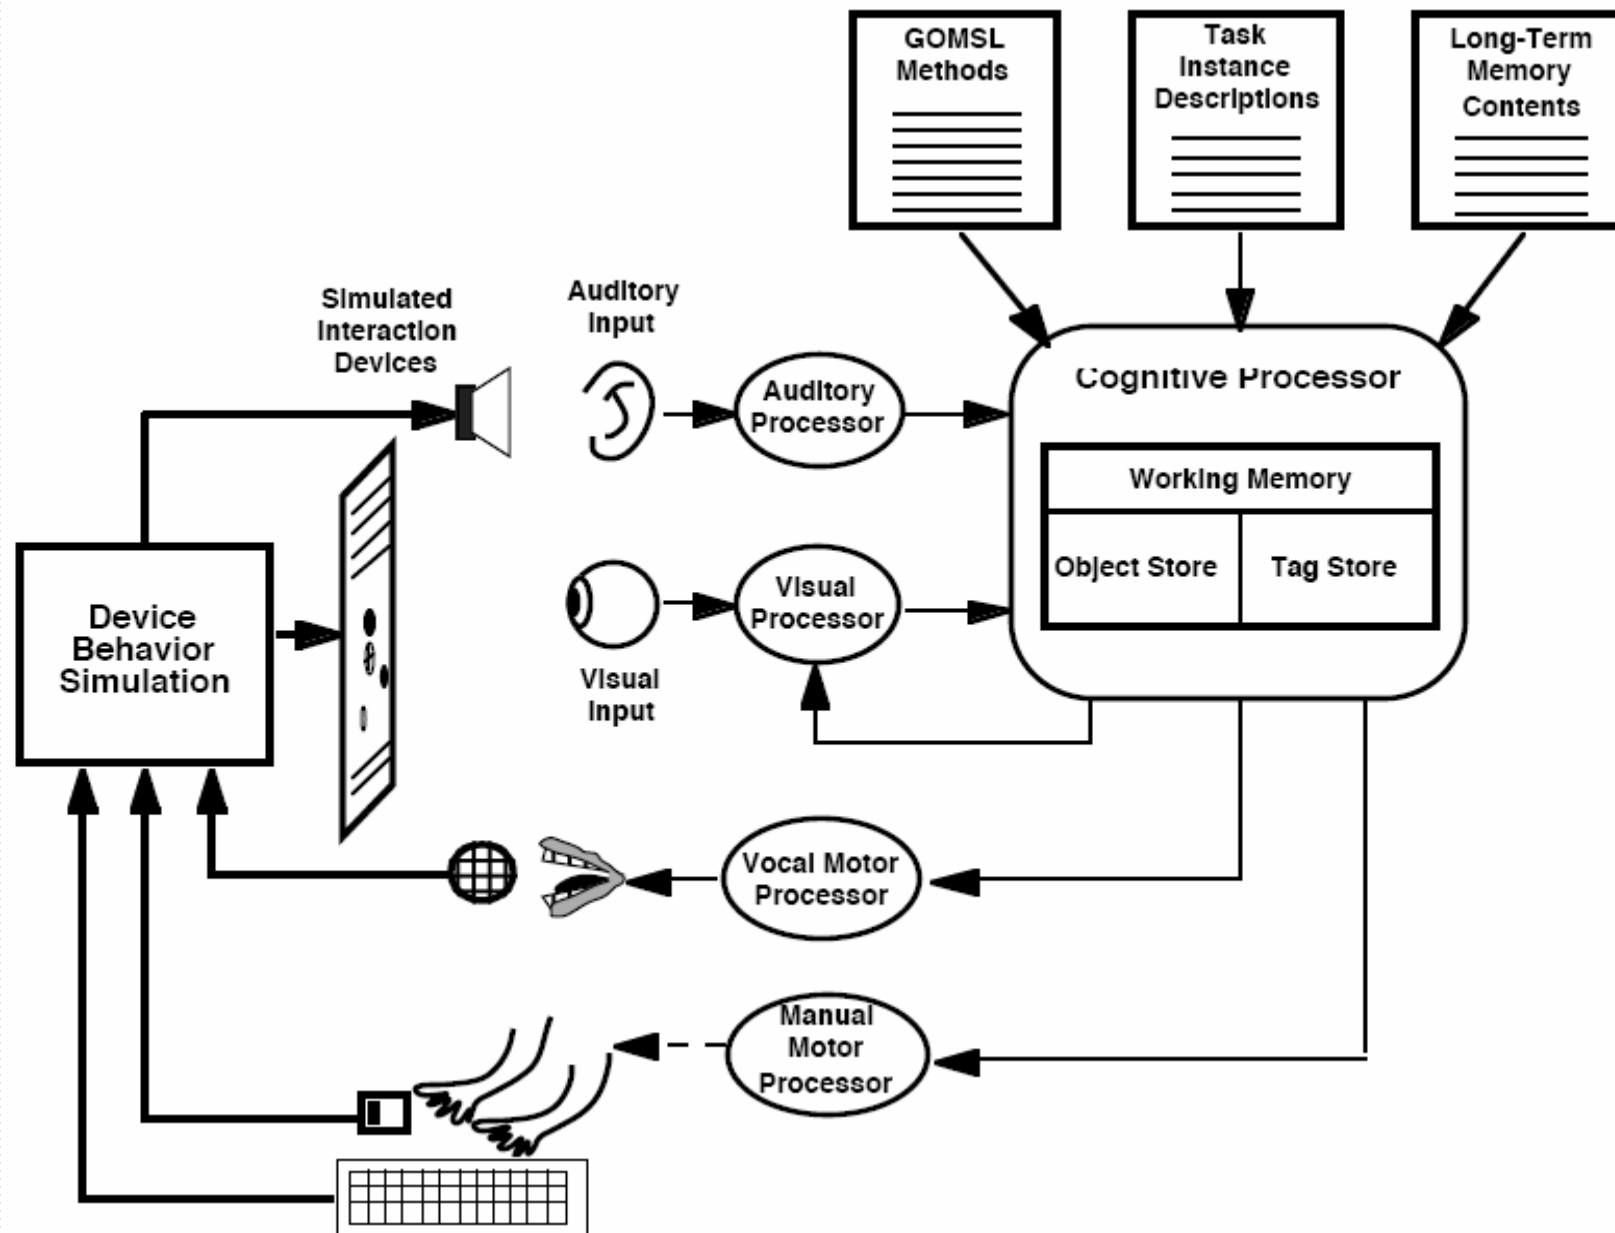 GOMSL
Methods
Task
Instance
Descriptions
Long-Term
Memory
Contents
Simulated
Interaction
Devices
Auditory
Input
Auditory
Processor
Cognitive Processor
Working Memory
Object Store
Tag Store
Visual
Processor
Device
Behavior
Simulation
Visual
Input
Vocal Motor
Processor
Manual
Motor
Processor